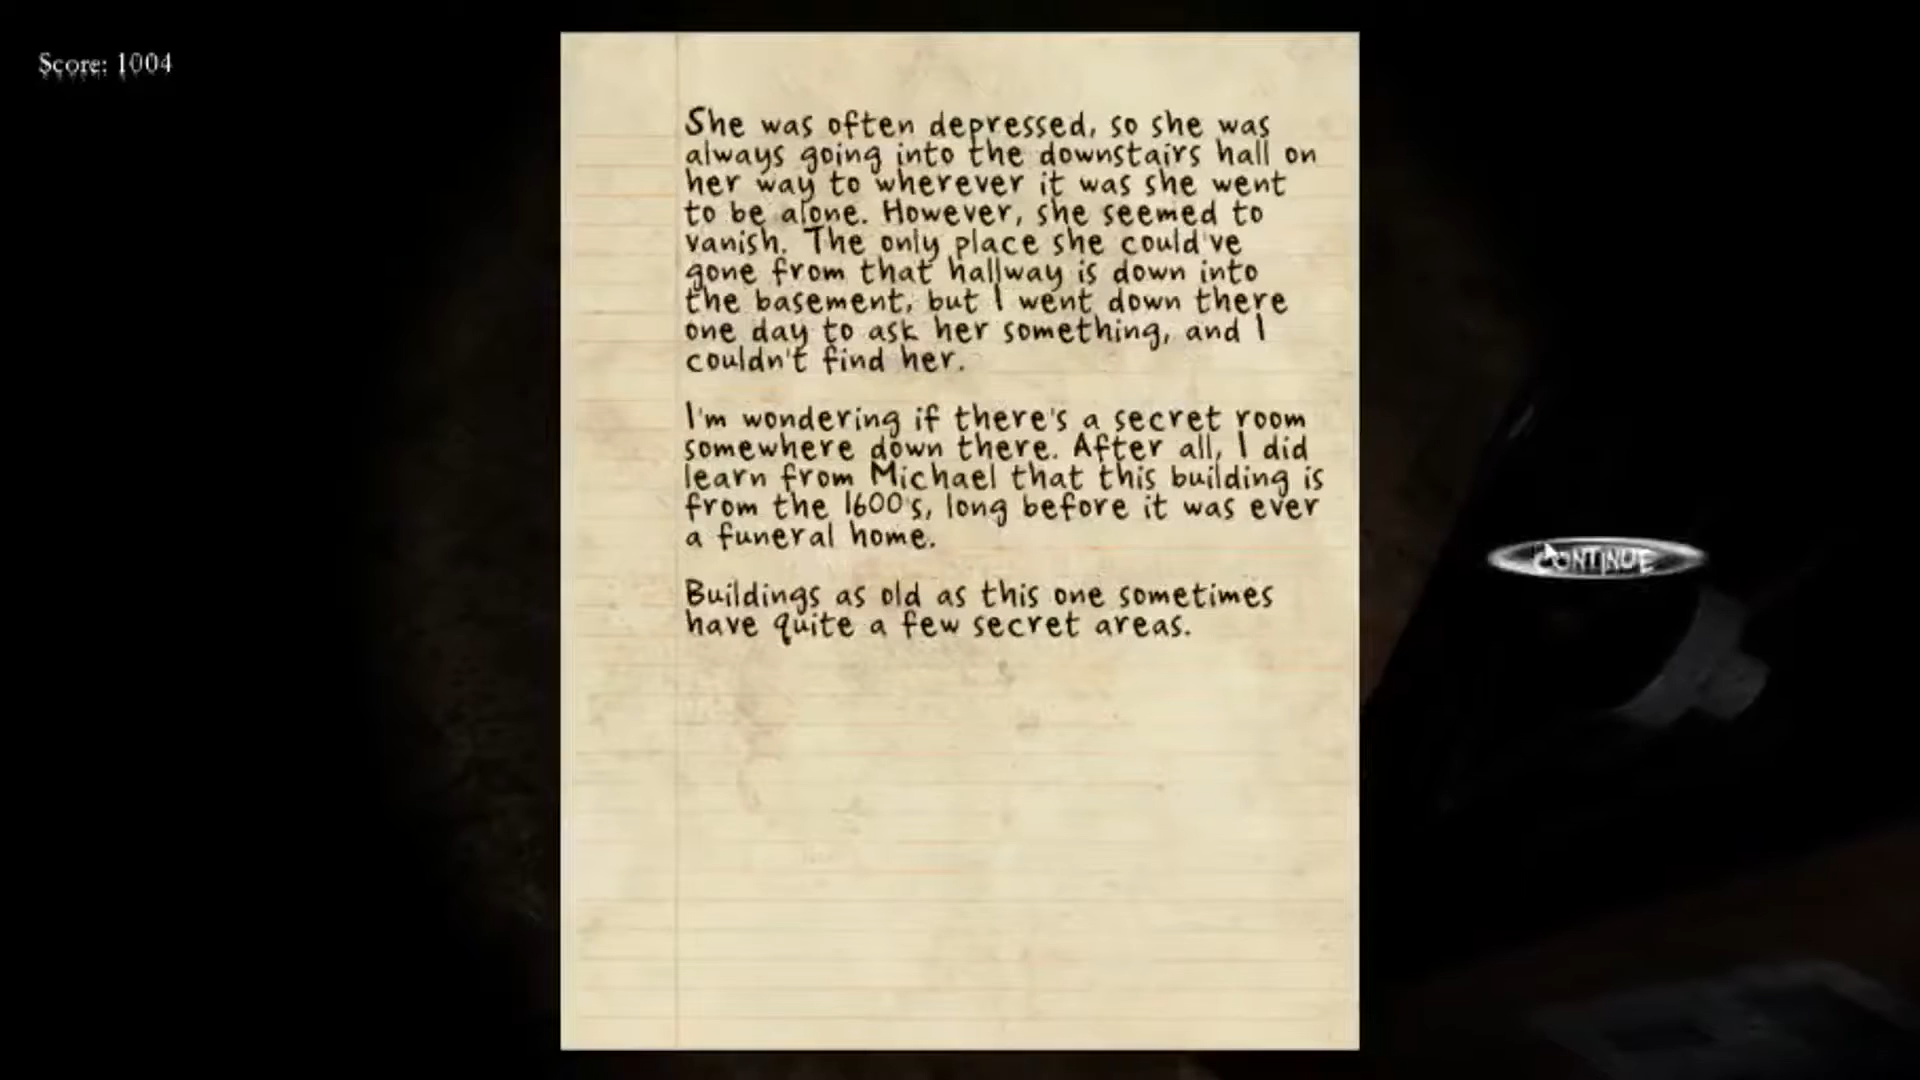 Score: 1004
She was often depressed, so she was
always going into the downstairs hall on
her way to wherever it was she went
to be alone. However, she seemed to
vanish. The only place she could've
gone from that hallway is down into
the basement, but I went down there
one day to ask her something, and I
couldn't find her.
I'm wondering if there's a secret room
somewhere down there. After all, I did
learn from Michael that this building is
from the 1600's, long before it was ever
a funeral home.
CONTINUE
Buildings as old as this one sometimes
have quite a few secret areas.